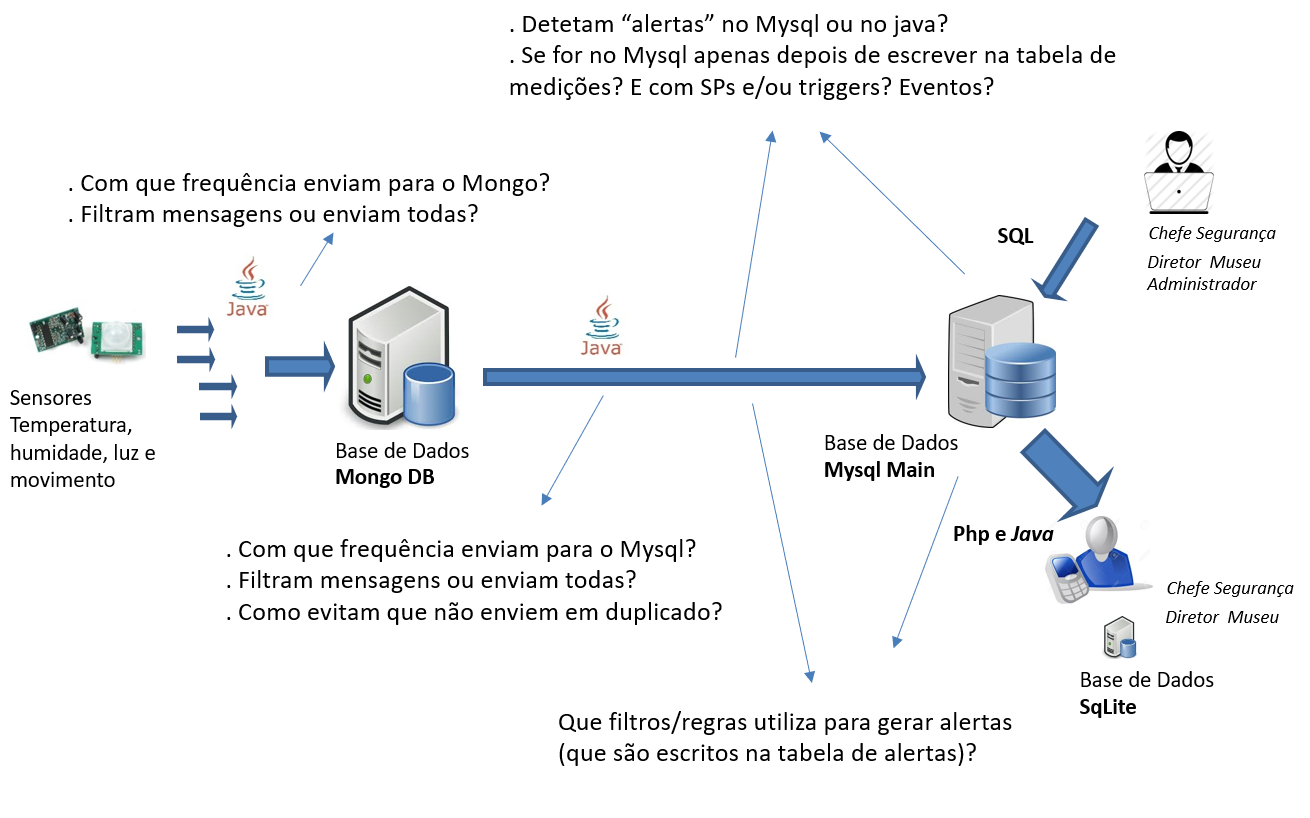 . Detetam “alertas” no Mysql ou no java?
. Se for no Mysql apenas depois de escrever na tabela de
medições? E com SPs e/ou triggers? Eventos?
. Com que frequência enviam para o Mongo?
. Filtram mensagens ou enviam todas?
SQL
Chefe Segurança
Diretor Museu
Administrador
Java
Java
Sensores
Temperatura,
humidade, luz e
movimento
Base de Dados
Mongo DB
Base de Dados
Mysql Main
Php e Java
. Com que frequência enviam para o Mysql?
. Filtram mensagens ou enviam todas?
. Como evitam que não enviem em duplicado?
Chefe Segurança
Diretor Museu
Base de Dados
SqLite
Que filtros/regras utiliza para gerar alertas
(que são escritos na tabela de alertas)?